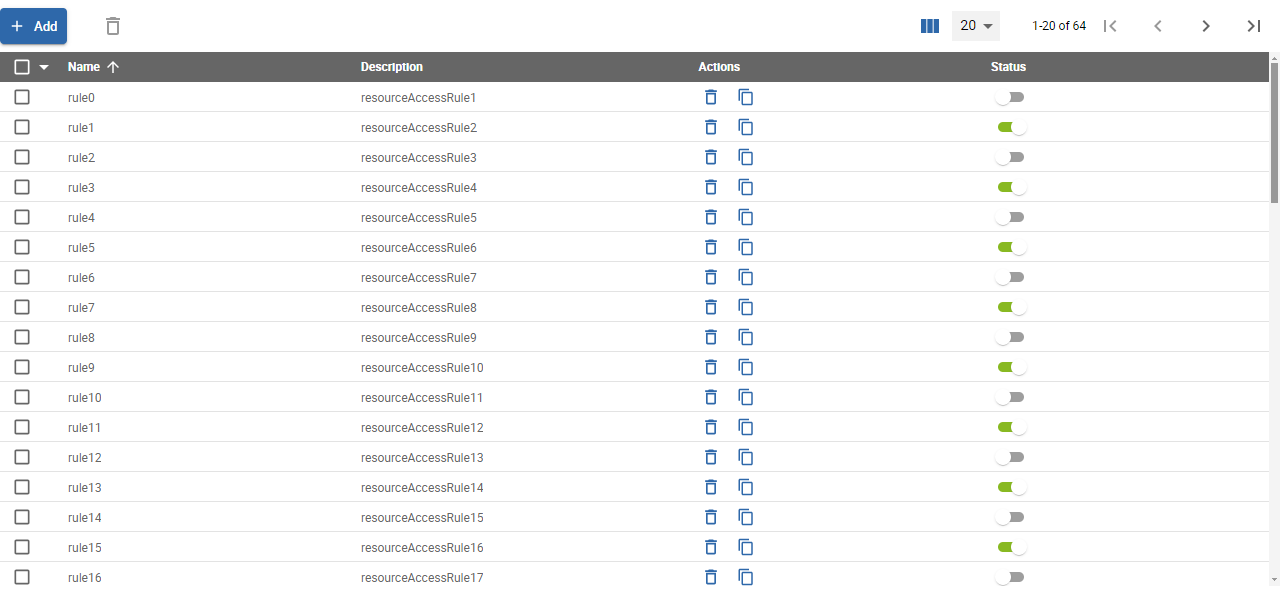 Add 20 1-20 of 64
Name Description Actions Status
rule0 resourceAccessRule1
rule1 resourceAccessRule2
rule2 resourceAccessRule3
rule3 resourceAccessRule4
rule4 resourceAccessRule5
rule5 resourceAccessRule6
rule6 resourceAccessRule7
rule7 resourceAccessRule8
rule8 resourceAccessRule9
rule9 resourceAccessRule10
rule10 resourceAccessRule11
rule11 resourceAccessRule12
rule12 resourceAccessRule13
rule13 resourceAccessRule14
rule14 resourceAccessRule15
rule15 resourceAccessRule16
rule16 resourceAccessRule17